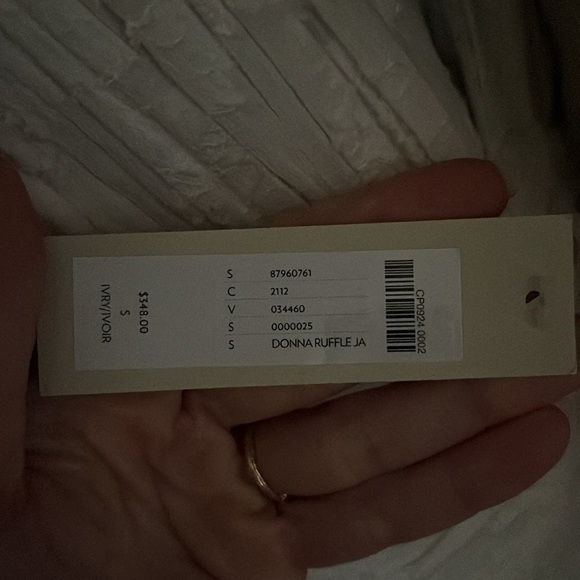 S 87960761
C 2112
V 034460
S 0000025
S DONNA RUFFLE JA
CP0924 0002
$348.00
S
IVRY/IVOIR